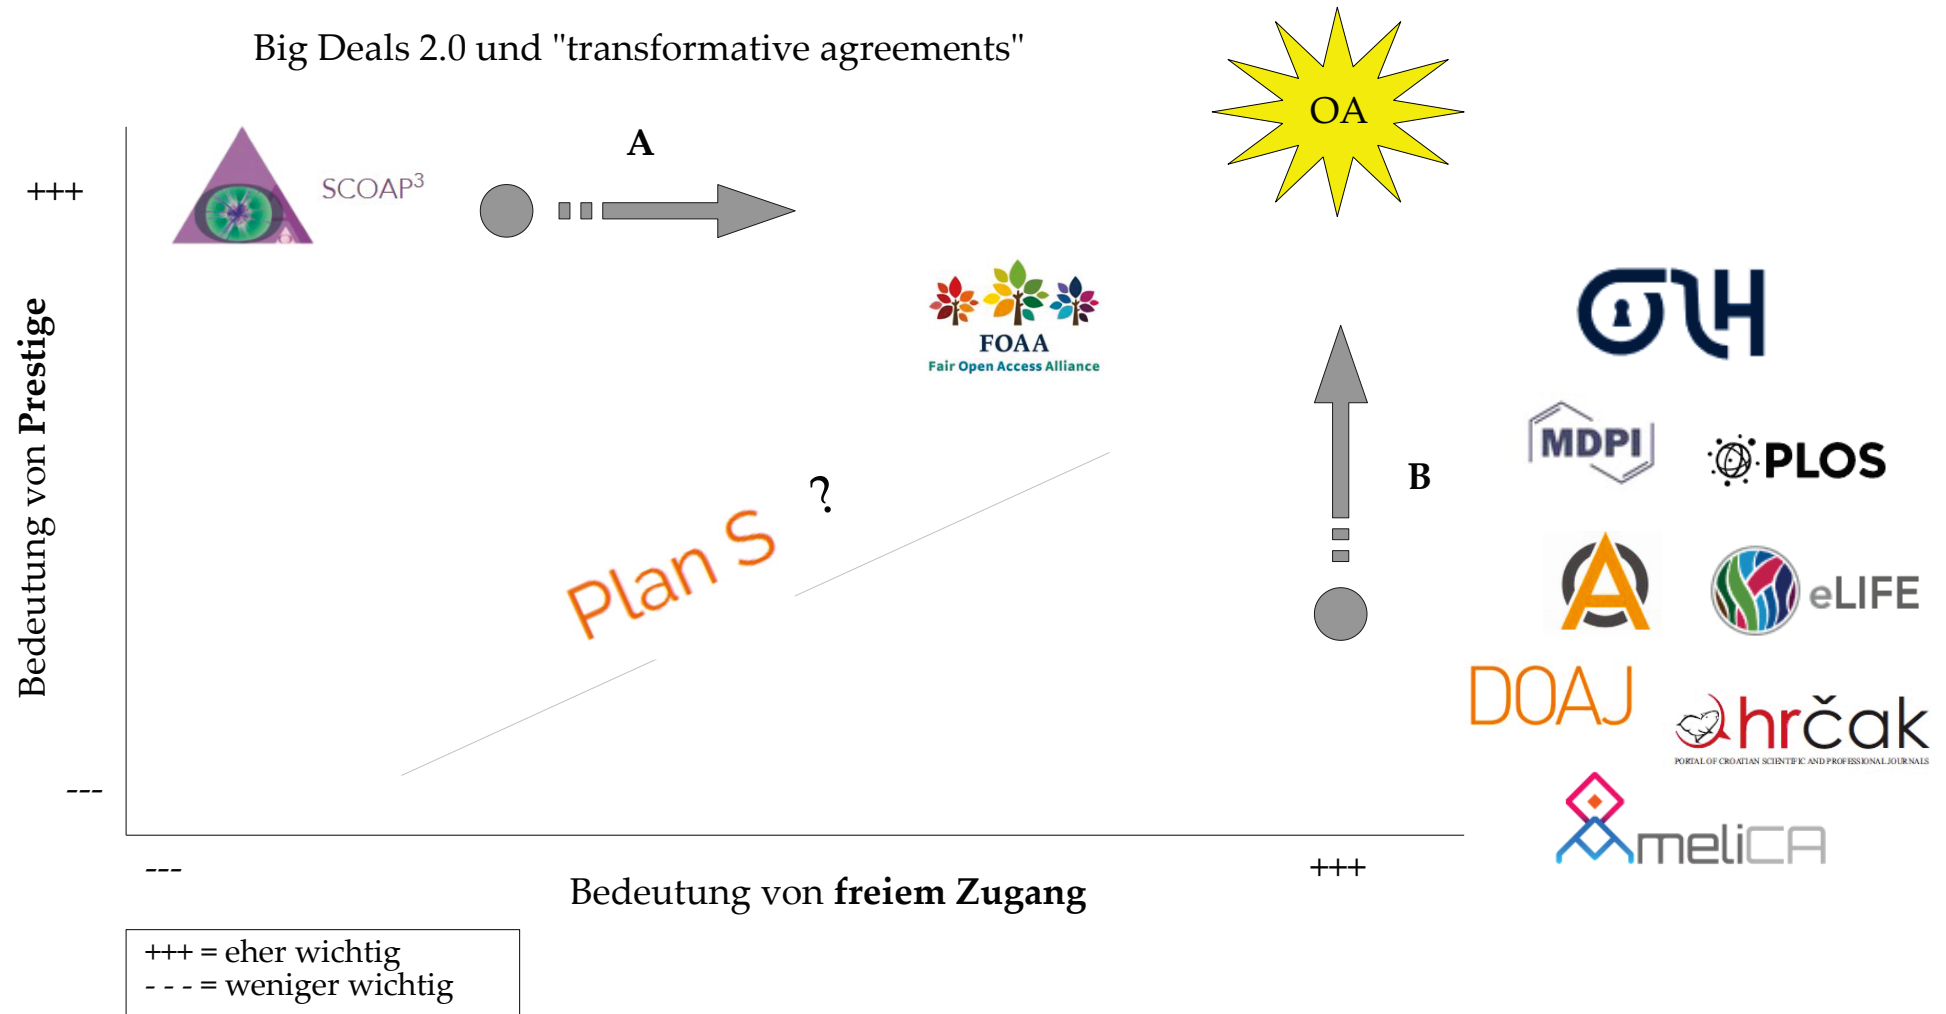 Big Deals 2.0 und "transformative agreements"
OA
A
+++
SCOAP³
FOAA
Fair Open Access Alliance
OLH
Bedeutung von Prestige
MDPI
PLOS
B
?
Plan S
A
eLIFE
DOAJ
hrčak
PORTAL OF CROATIAN SCIENTIFIC AND PROFESSIONAL JOURNALS
---
AmeliCA
---
+++
Bedeutung von freiem Zugang
+++ = eher wichtig
- - - = weniger wichtig